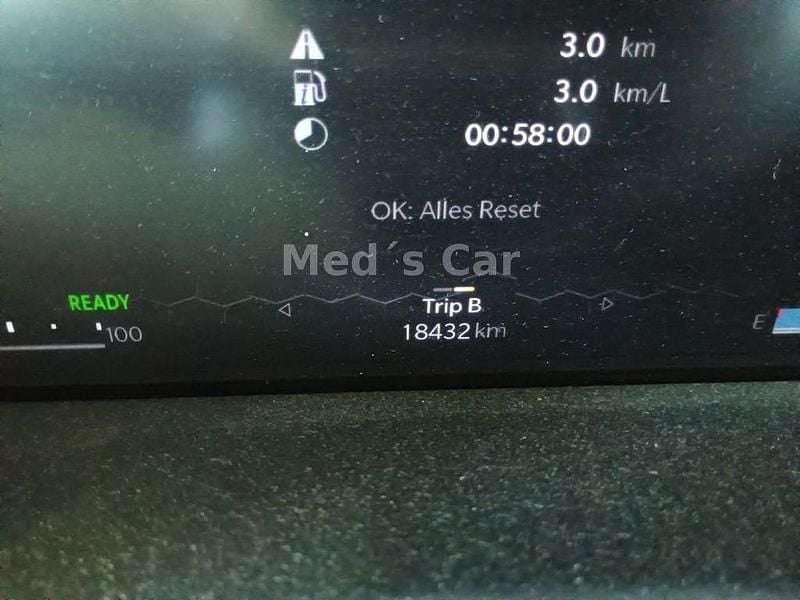 3.0 km
3.0 km/L
00:58:00
OK: Alles Reset
Med´s Car
READY
Trip B
100
18432 km
E